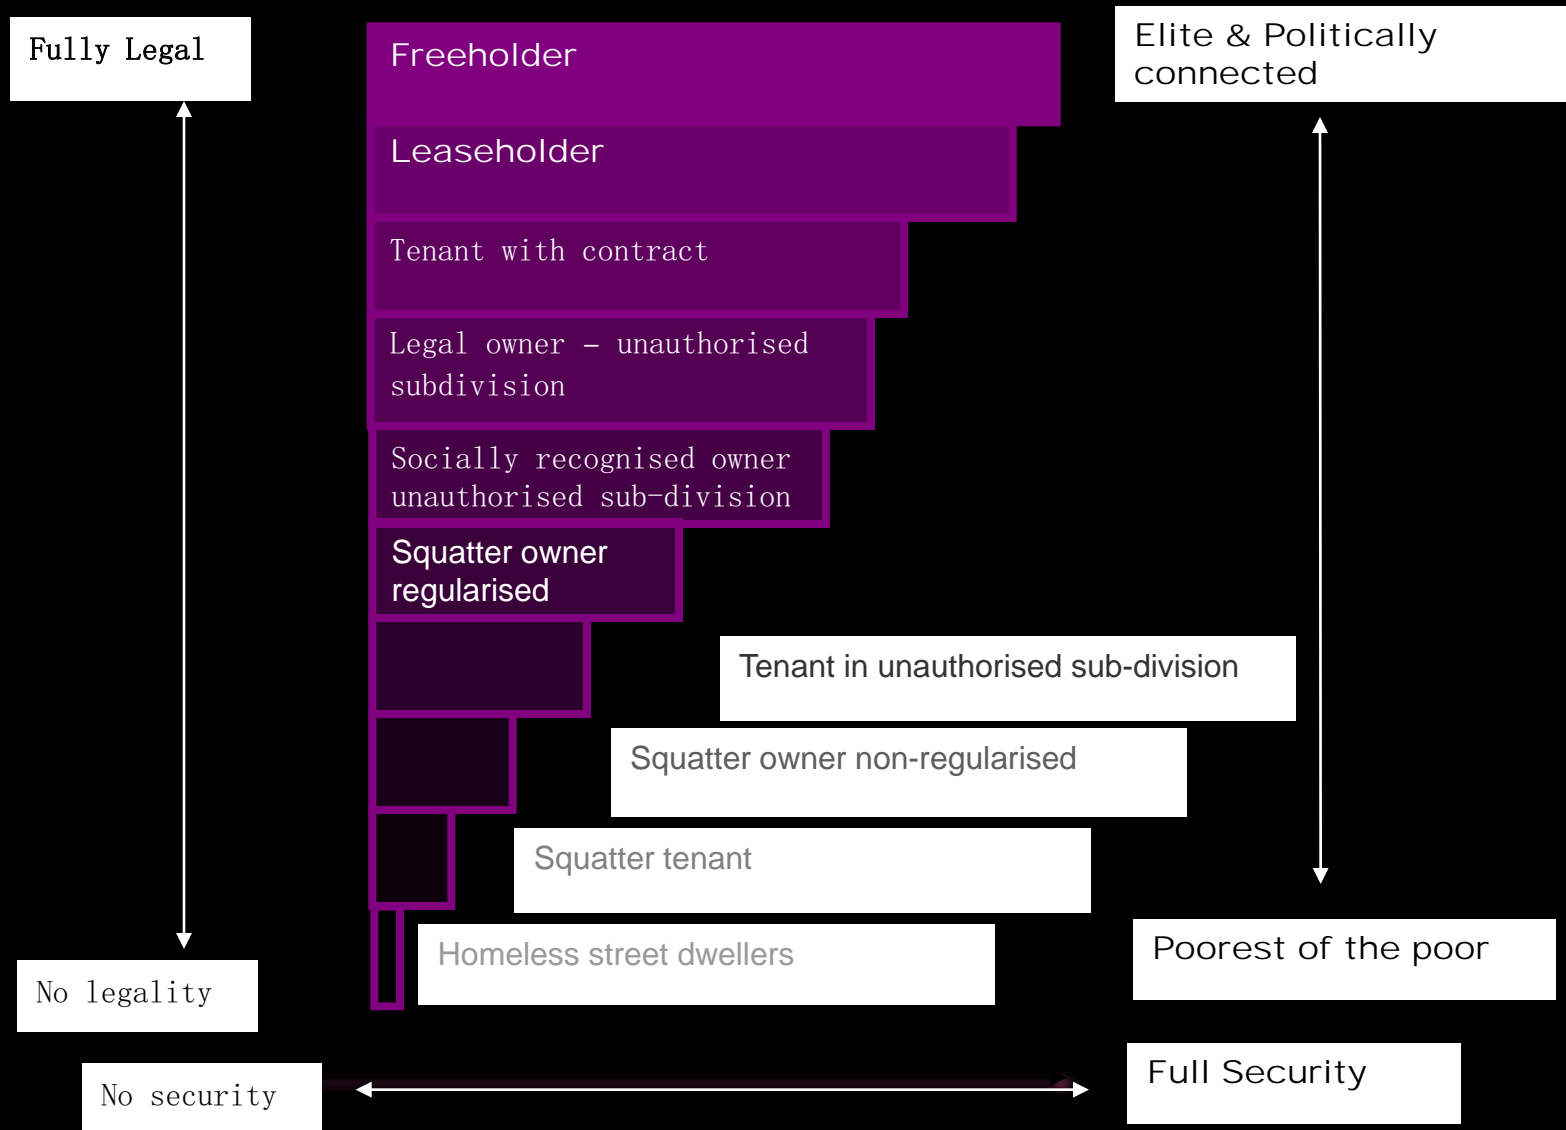 Fully Legal
Elite & Politically
connected
Freeholder
Leaseholder
Tenant with contract
Legal owner – unauthorised
subdivision
Socially recognised owner
unauthorised sub-division
Squatter owner
regularised
Tenant in unauthorised sub-division
Squatter owner non-regularised
Squatter tenant
Homeless street dwellers
Poorest of the poor
No legality
No security
Full Security